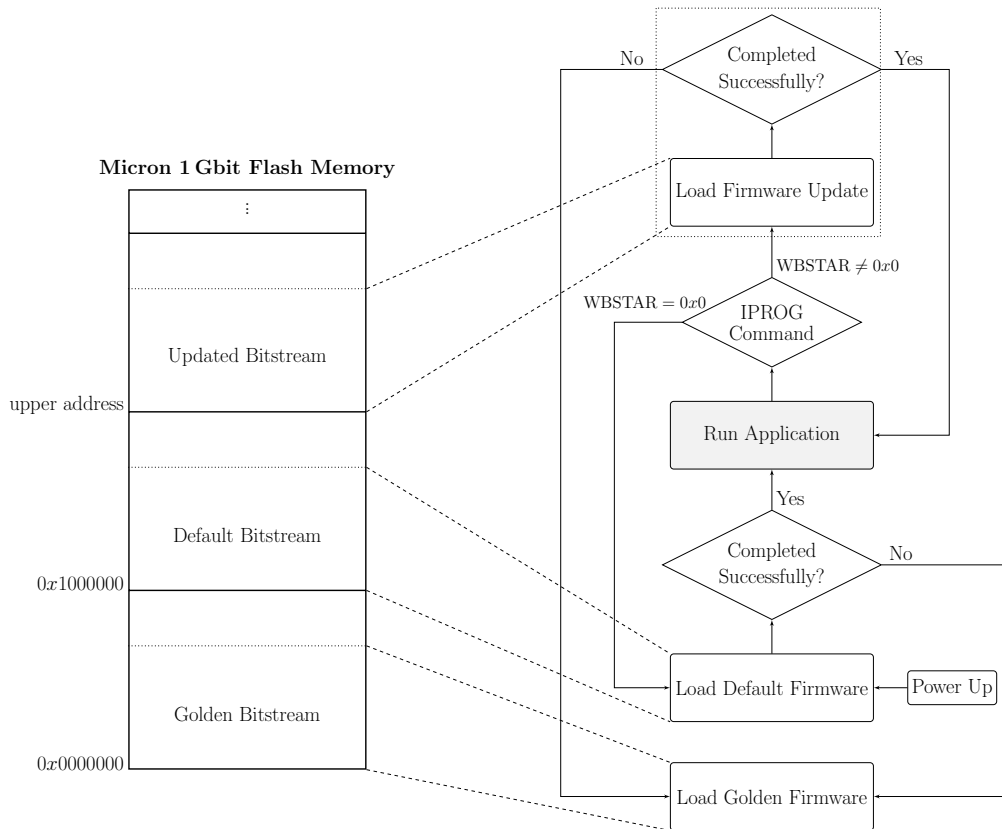 Micron 1 Gbit Flash Memory
⋮
Updated Bitstream
upper address
Default Bitstream
0x1000000
Golden Bitstream
0x0000000
No
Completed
Successfully?
Yes
Load Firmware Update
WBSTAR ≠ 0x0
WBSTAR = 0x0
IPROG
Command
Run Application
Yes
Completed
Successfully?
No
Load Default Firmware
Power Up
Load Golden Firmware